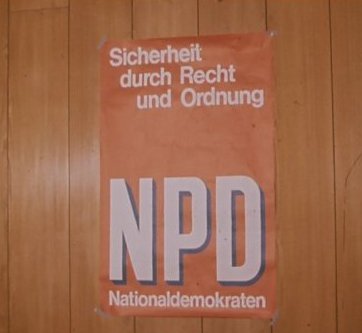 Sicherheit
durch Recht
und Ordnung
NPD
Nationaldemokraten